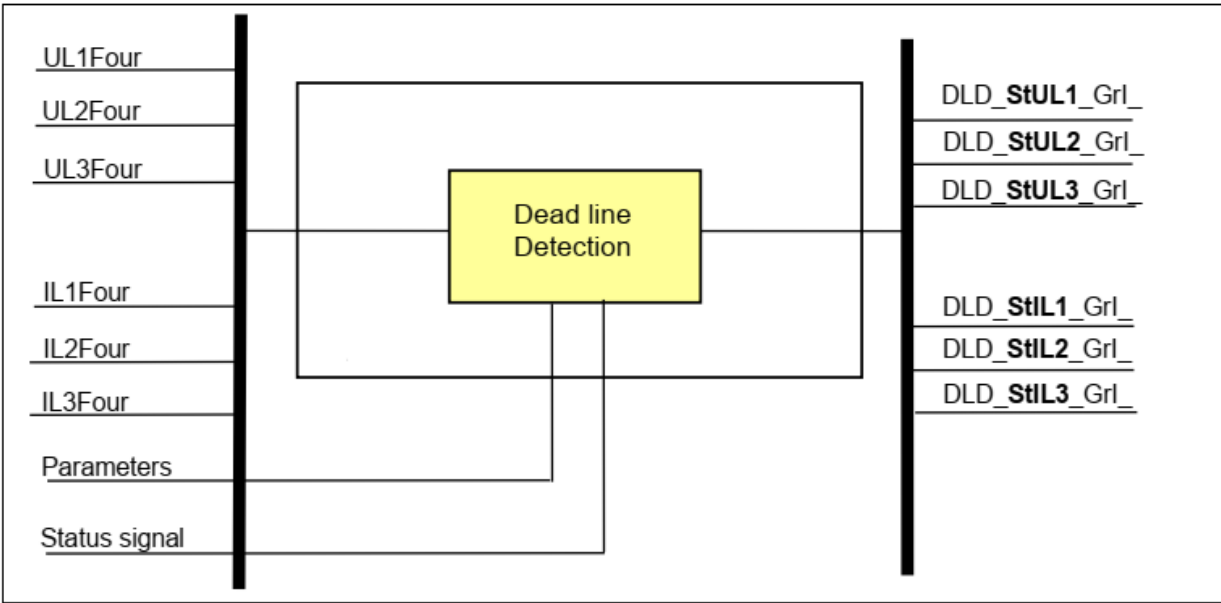 UL1Four
UL2Four
UL3Four
IL1Four
IL2Four
IL3Four
Parameters
Status signal
Dead line
Detection
DLD_StUL1_Grl_
DLD_StUL2_Grl_
DLD_StUL3_Grl_
DLD_StIL1_Grl_
DLD_StIL2_Grl_
DLD_StIL3_Grl_